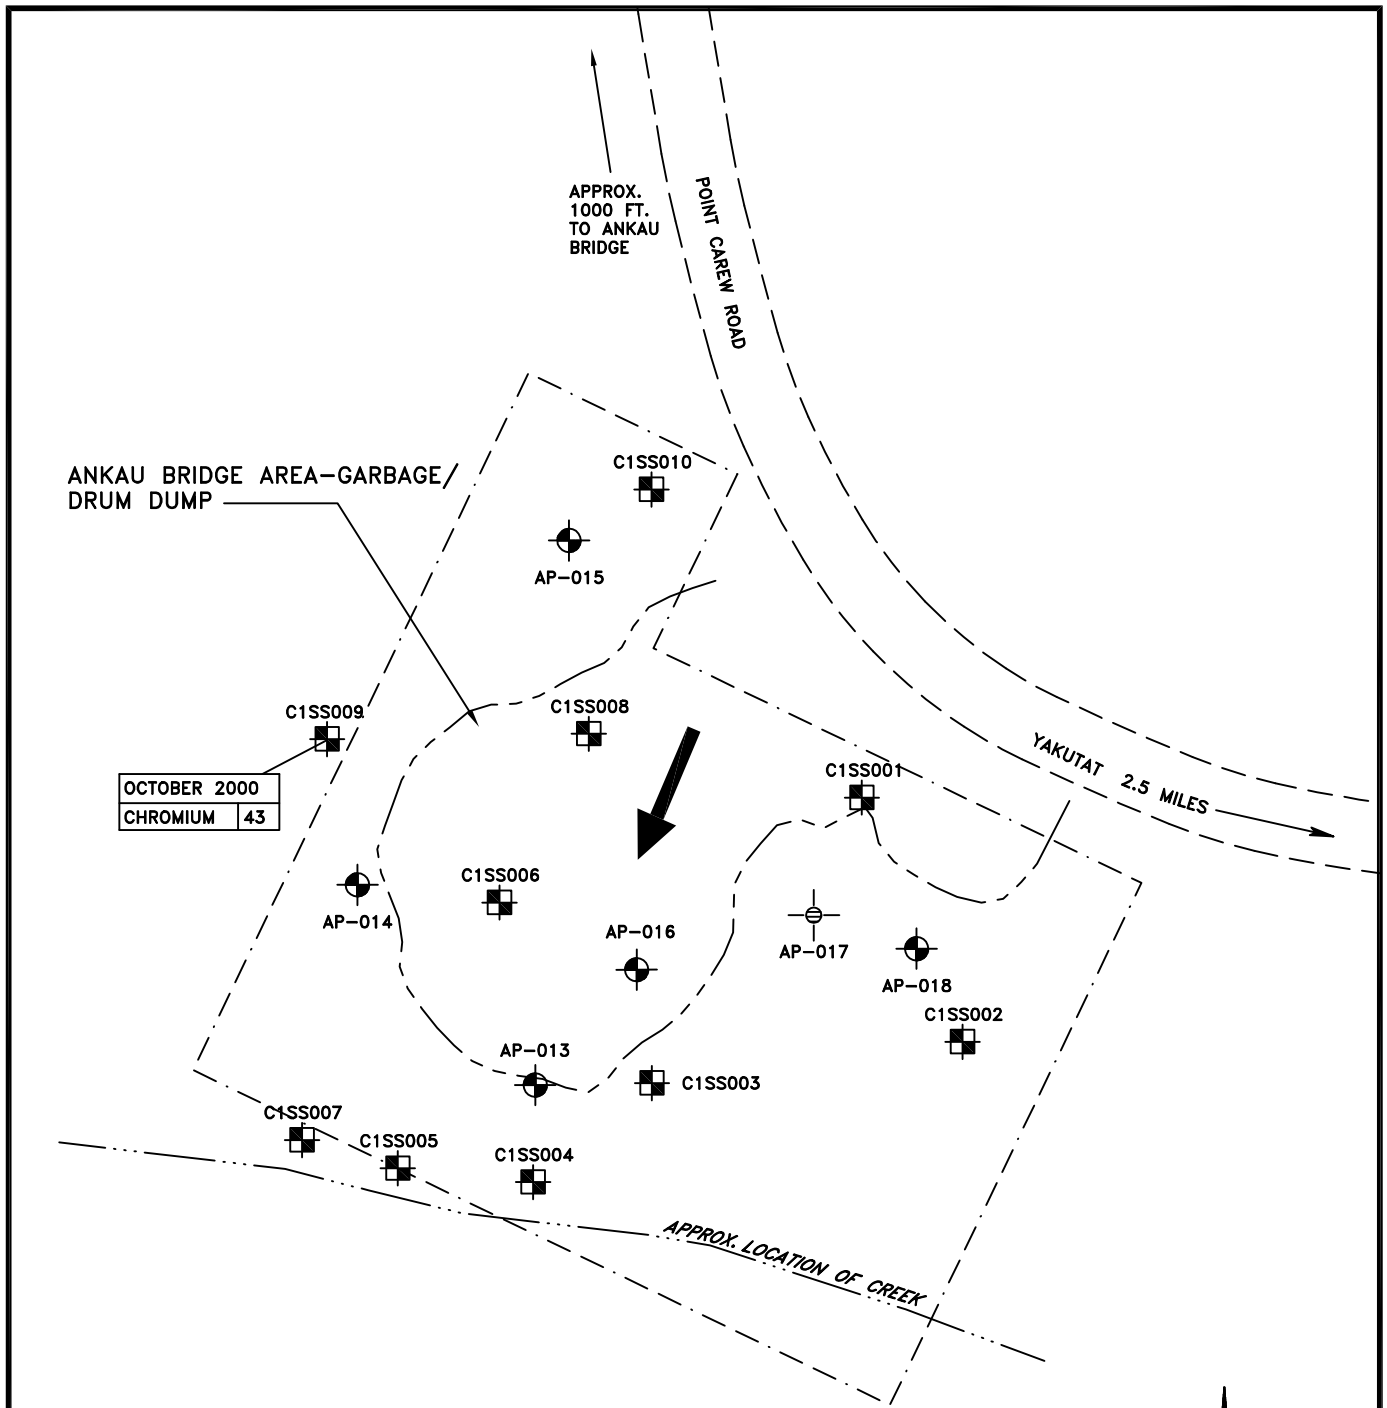 APPROX.
1000 FT.
TO ANKAU
BRIDGE
POINT CAREW ROAD
C1SS010
ANKAU BRIDGE AREA-GARBAGE/
DRUM DUMP
AP-015
C1SS009
C1SS008
YAKUTAT 2.5 MILES
C1SS001
OCTOBER 2000
CHROMIUM 43
C1SS006
AP-014
AP-016
AP-017
AP-018
C1SS002
AP-013
C1SS003
C1SS007
C1SS005
C1SS004
APPROX. LOCATION OF CREEK